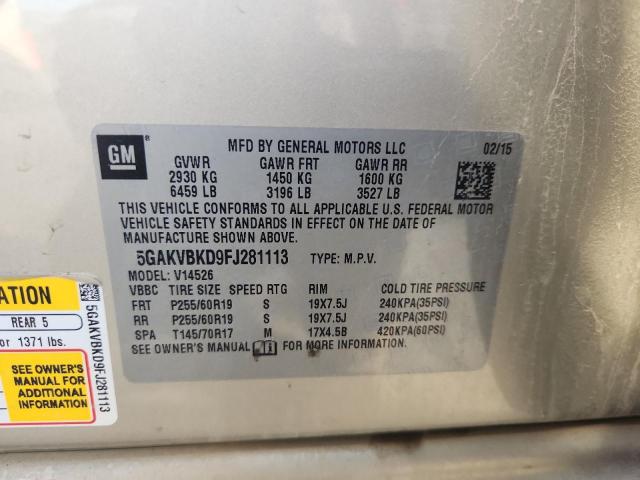 GM
MFD BY GENERAL MOTORS LLC 02/15
GVWR GAWR FRT GAWR RR
2930 KG 1450 KG 1600 KG
6459 LB 3196 LB 3527 LB
THIS VEHICLE CONFORMS TO ALL APPLICABLE U.S. FEDERAL MOTOR
VEHICLE SAFETY STANDARDS IN EFFECT ON THE DATE OF
MANUFACTURE SHOWN ABOVE.
5GAKVBKD9FJ281113 TYPE: M.P.V.
MODEL: V14526
VBBC TIRE SIZE SPEED RTG RIM COLD TIRE PRESSURE
FRT P255/60R19 S 19X7.5J 240KPA(35PSI)
RR P255/60R19 S 19X7.5J 240KPA(35PSI)
SPA T145/70R17 M 17X4.5B 420KPA(60PSI)
SEE OWNER'S MANUAL FOR MORE INFORMATION.
ATION
REAR 5
or 1371 lbs.
SEE OWNER'S
MANUAL FOR
ADDITIONAL
INFORMATION
5GAKVBKD9FJ281113